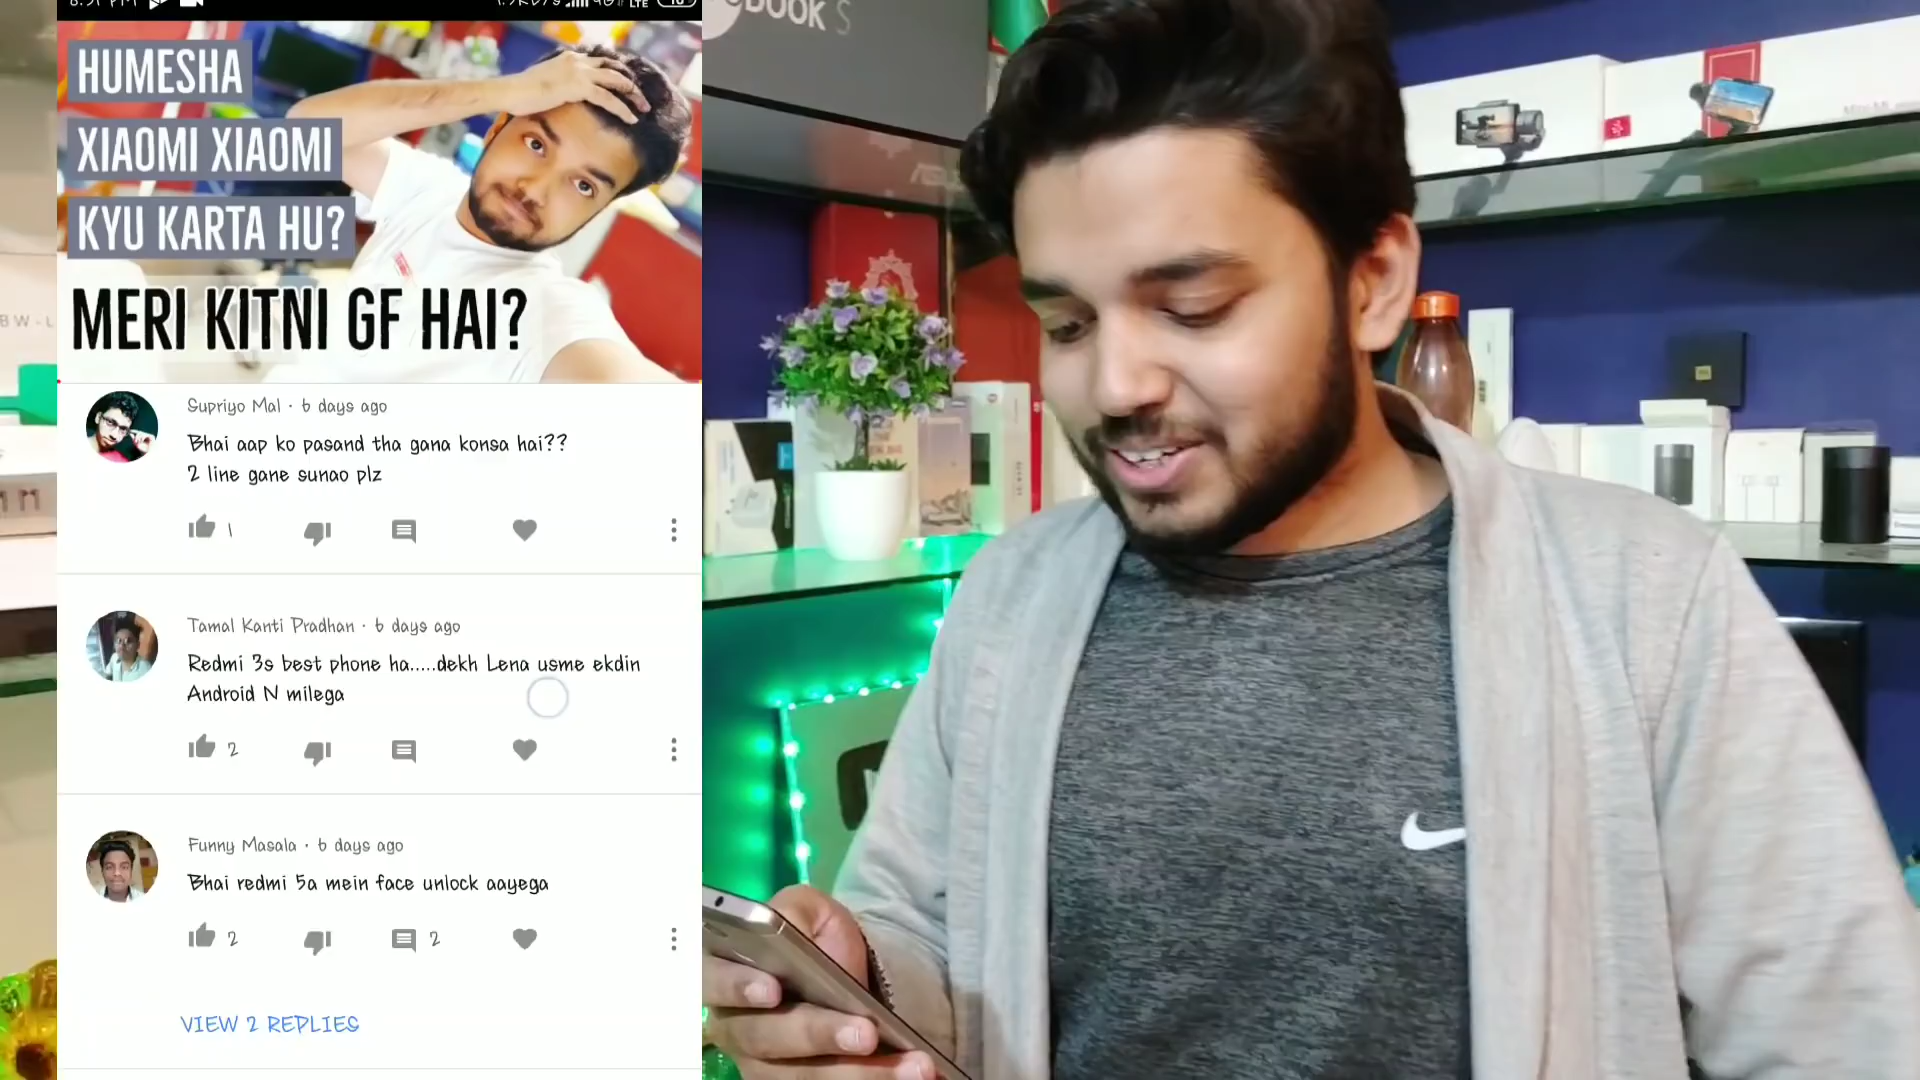 HUMESHA
XIAOMI XIAOMI
KYU KARTA HU?
MERI KITNI GF HAI?
Supriyo Mal · 6 days ago
Bhai aap ko pasand tha gana konsa hai??
2 line gane sunao plz
1
Tamal Kanti Pradhan · 6 days ago
Redmi 3s best phone ha.....dekh Lena usme ekdin
Android N milega
2
Funny Masala · 6 days ago
Bhai redmi 5a mein face unlock aayega
2 2
VIEW 2 REPLIES